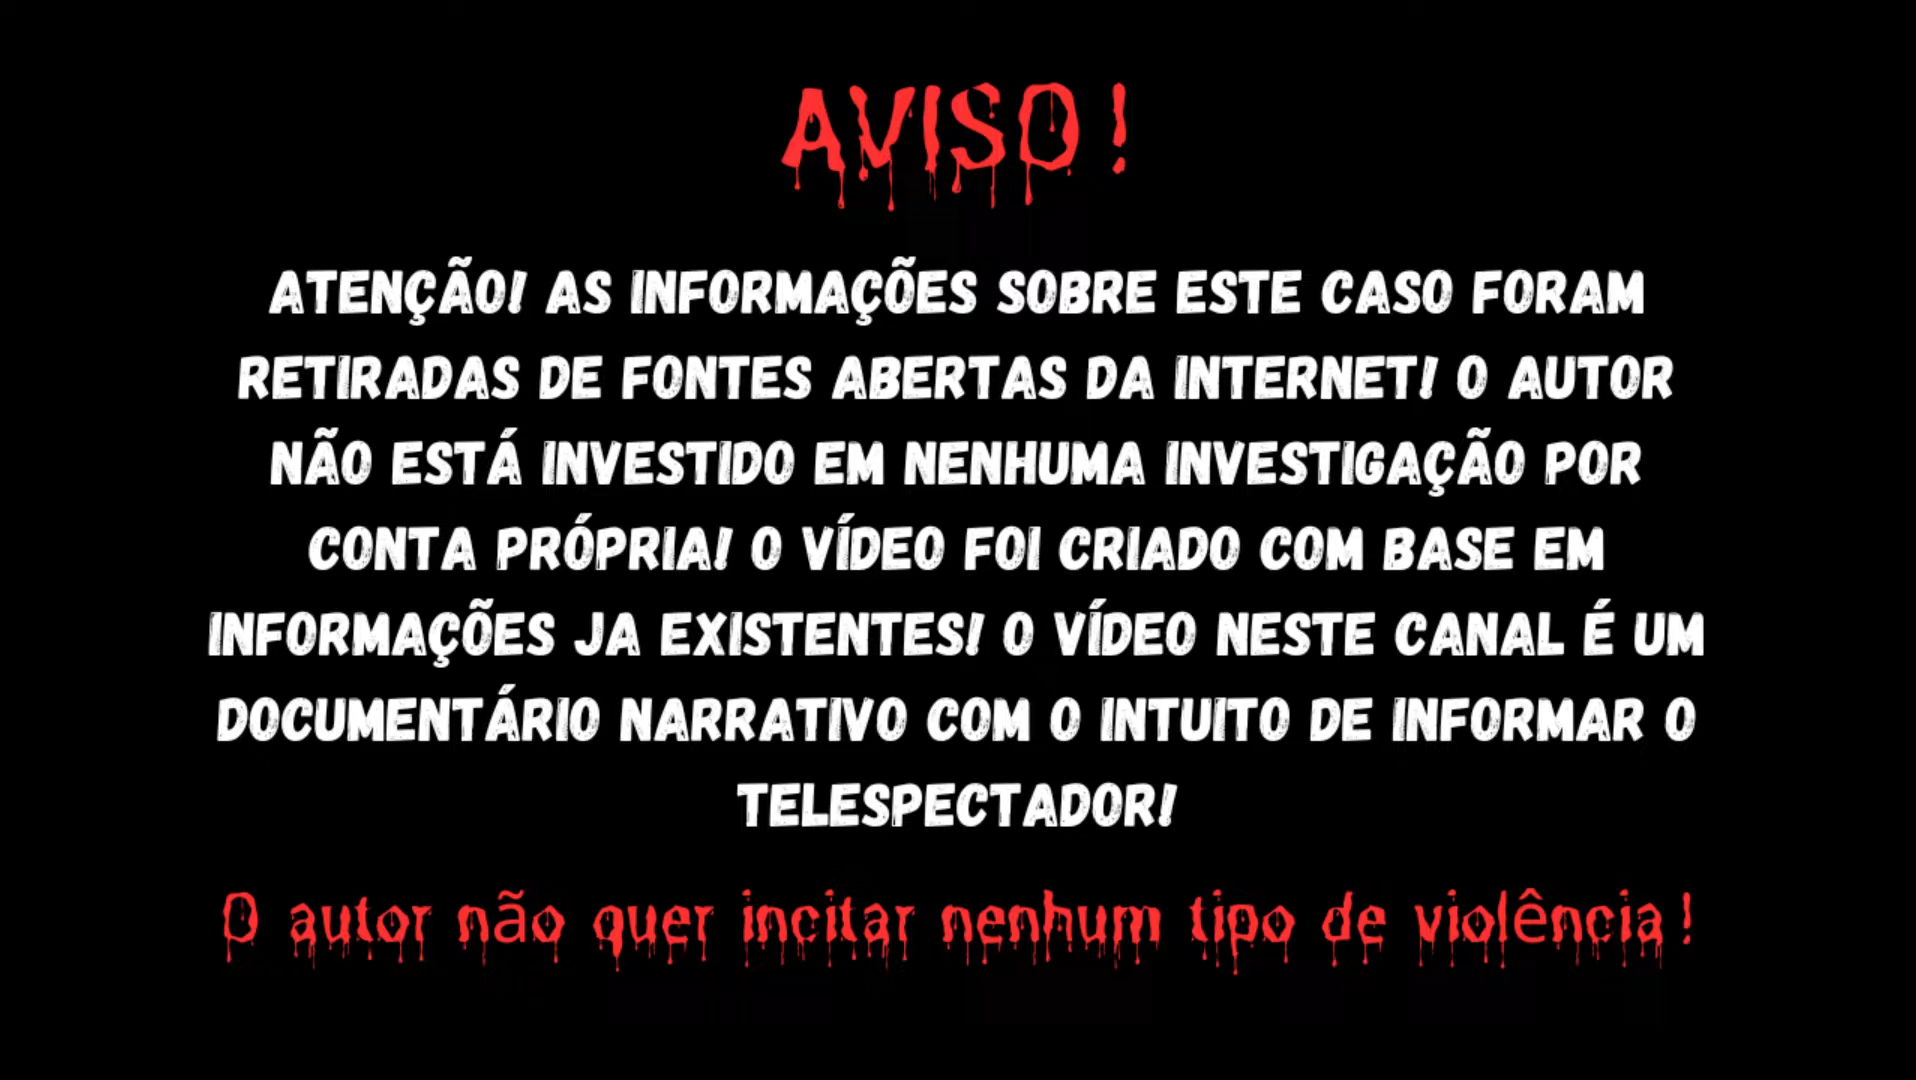 AVISO!
ATENÇÃO! AS INFORMAÇÕES SOBRE ESTE CASO FORAM
RETIRADAS DE FONTES ABERTAS DA INTERNET! O AUTOR
NÃO ESTÁ INVESTIDO EM NENHUMA INVESTIGAÇÃO POR
CONTA PRÓPRIA! O VÍDEO FOI CRIADO COM BASE EM
INFORMAÇÕES JA EXISTENTES! O VÍDEO NESTE CANAL É UM
DOCUMENTÁRIO NARRATIVO COM O INTUITO DE INFORMAR O
TELESPECTADOR!
O autor não quer incitar nenhum tipo de violência!